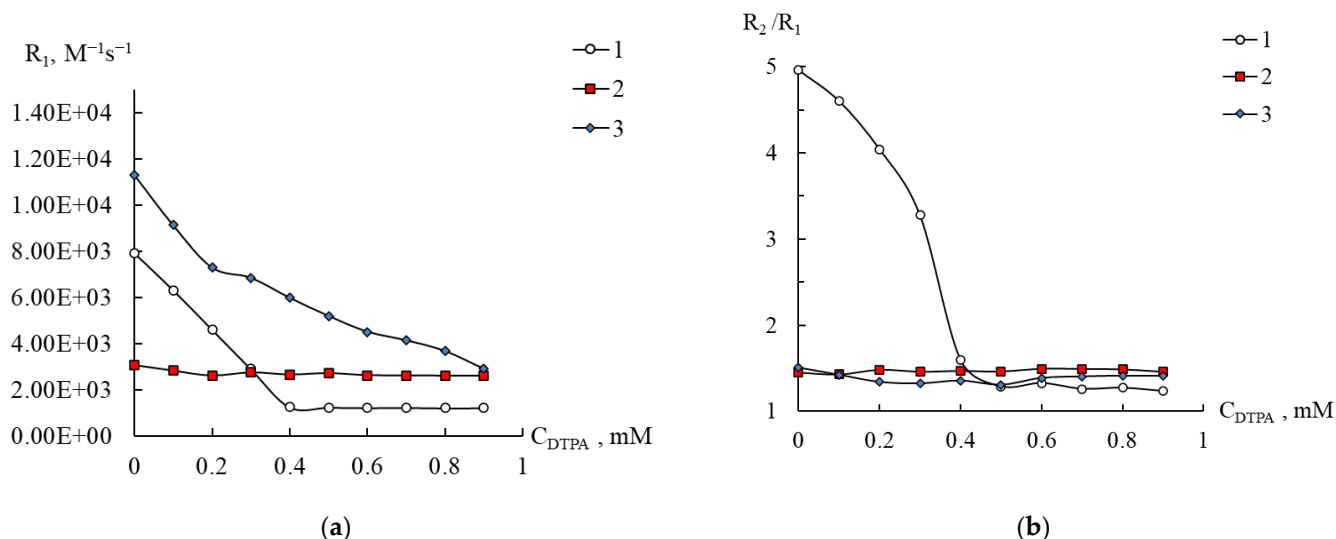 R₁, M⁻¹s⁻¹
1
2
3
1.40E+04
1.20E+04
1.00E+04
8.00E+03
6.00E+03
4.00E+03
2.00E+03
0.00E+00
0 0.2 0.4 0.6 0.8 1
C_DTPA , mM
(a)
R₂/R₁
1
2
3
5
4
3
2
1
0 0.2 0.4 0.6 0.8 1
C_DTPA , mM
(b)